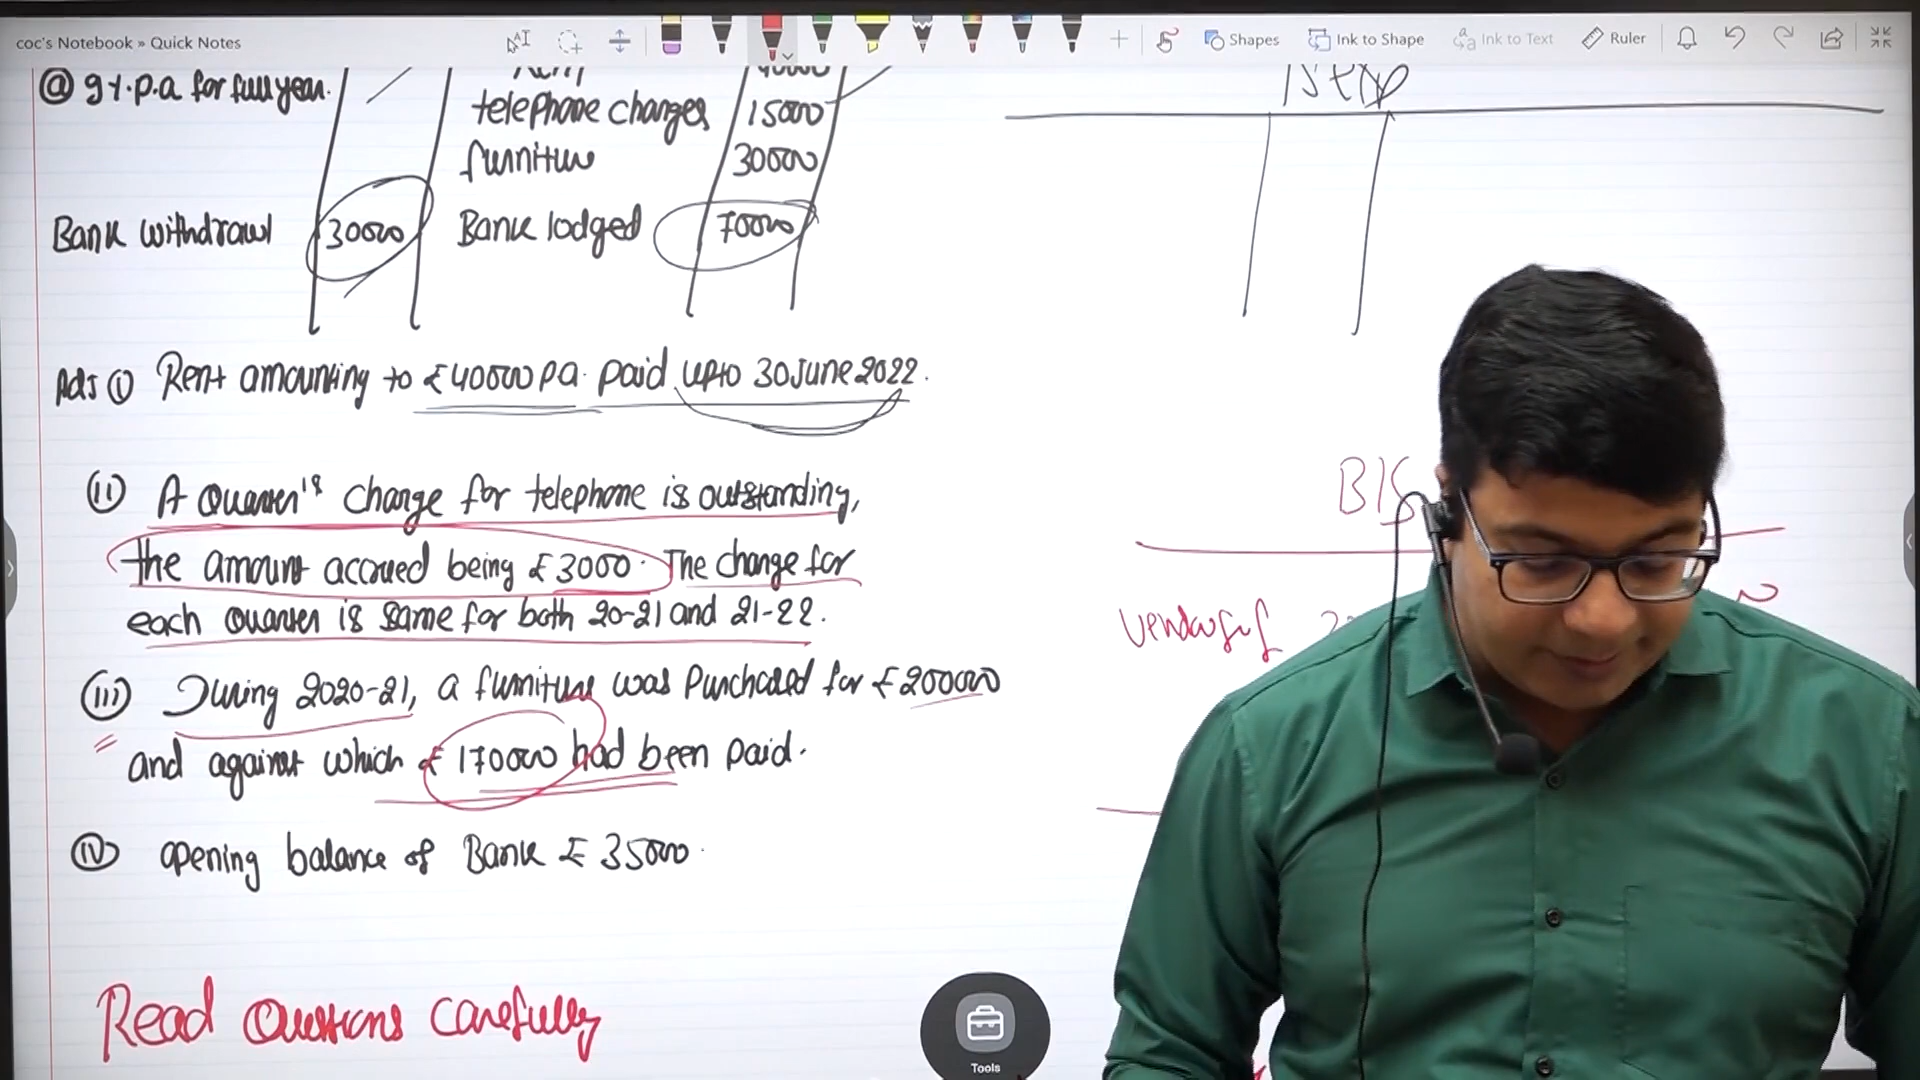 coc's Notebook » Quick Notes
Shapes
Ink to Shape
Ink to Text
Ruler
@ 9%.p.a for full year.
Rent 40000
telephone charges 15000
furniture 30000
Bank withdrawl 30000 Bank lodged 70000
Adj (i) Rent amounting to ₹40000 pa. paid upto 30 June 2022.
(ii) A Quarter's charge for telephone is outstanding,
the amount accrued being ₹3000. The charge for
each quarter is same for both 20-21 and 21-22.
(iii) During 2020-21, a furniture was purchased for ₹200000
and against which ₹170000 had been paid.
(iv) opening balance of Bank ₹35000.
Read Questions carefully
B/S
Tools